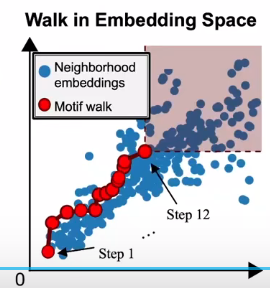 Walk in Embedding Space
Neighborhood
embeddings
Motif walk
Step 12
...
Step 1
0